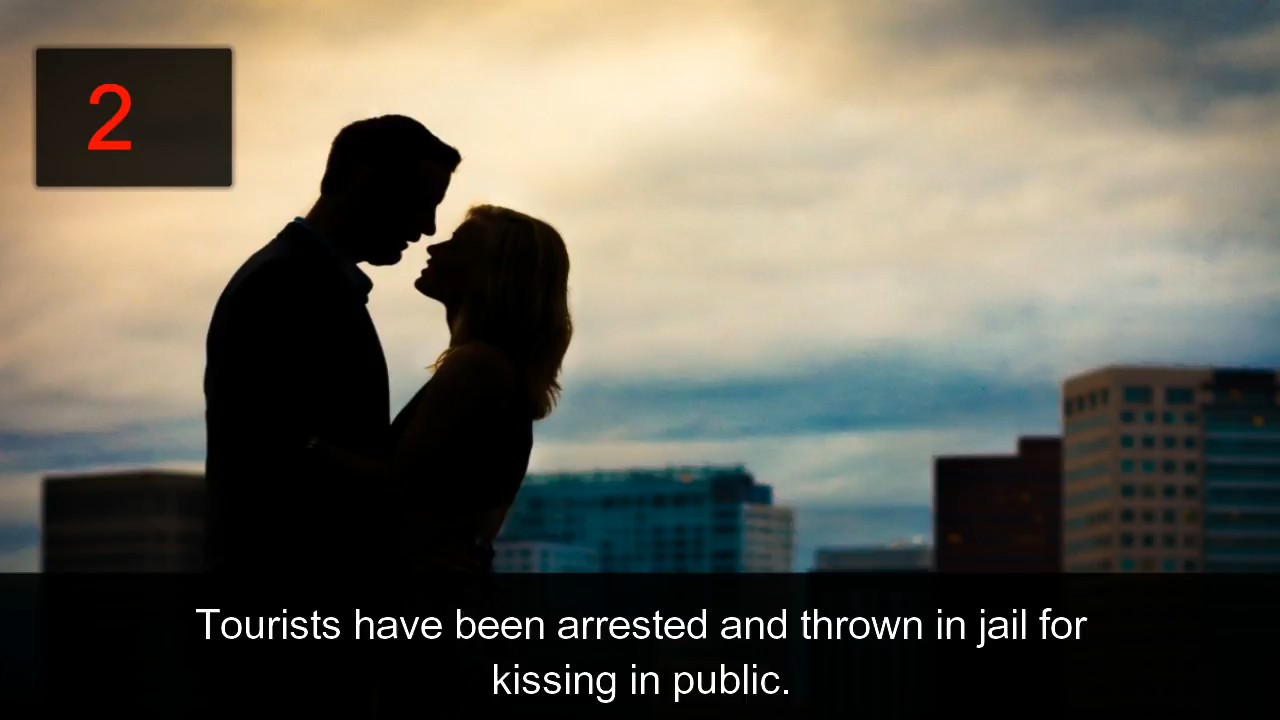 2
Tourists have been arrested and thrown in jail for
kissing in public.